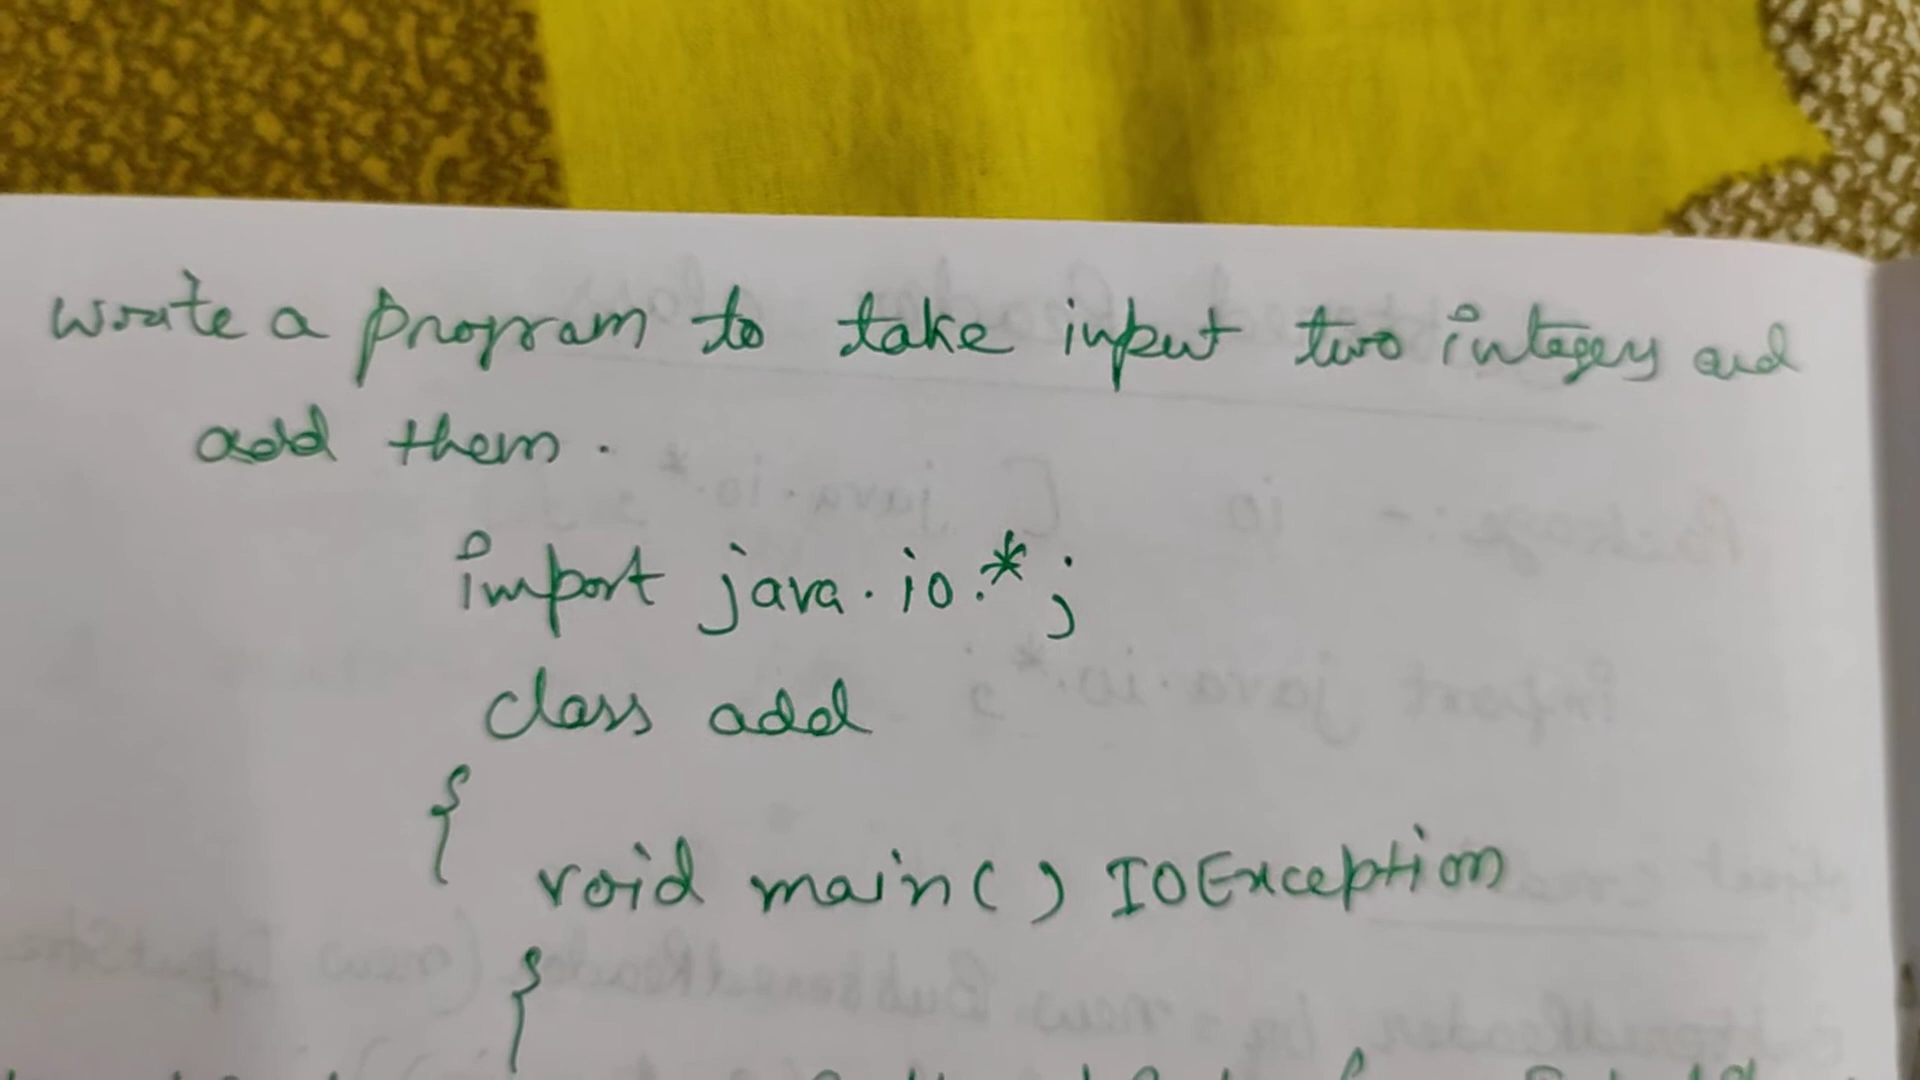 write a program to take input two integers and
add them.
import java.io.*;
class add
{
void main() IOException
{